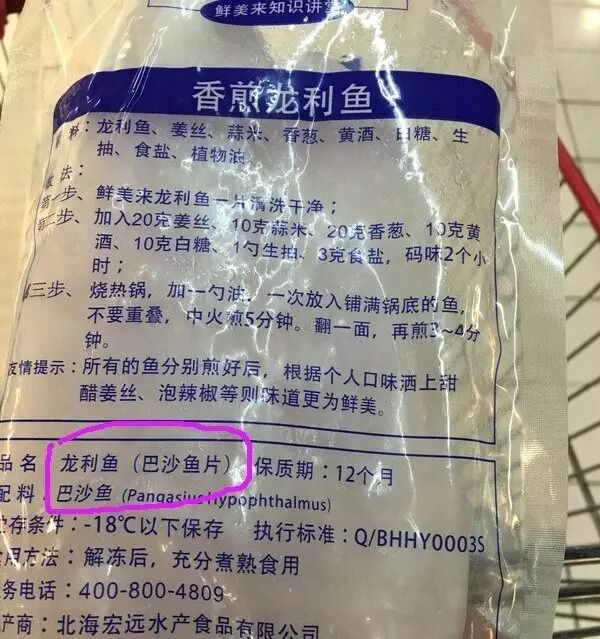 鲜美来知识讲堂
香煎龙利鱼
料：龙利鱼、姜丝、蒜米、香葱、黄酒、白糖、生
抽、食盐、植物油
做法：
第一步、鲜美来龙利鱼一片清洗干净；
第二步、加入20克姜丝、10克蒜米、20克香葱、10克黄
酒、10克白糖、1勺生抽、3克食盐，码味2个小
时；
第三步、烧热锅，加一勺油，一次放入铺满锅底的鱼，
不要重叠，中火煎5分钟。翻一面，再煎3~4分
钟。
友情提示：所有的鱼分别煎好后，根据个人口味洒上甜
醋姜丝、泡辣椒等则味道更为鲜美。
品名 龙利鱼（巴沙鱼片）保质期：12个月
配料：巴沙鱼 (Pangasius Hypophthalmus)
贮存条件：-18℃以下保存 执行标准：Q/BHHY0003S
用方法：解冻后，充分煮熟食用
务电话：400-800-4809
产商：北海宏远水产食品有限公司